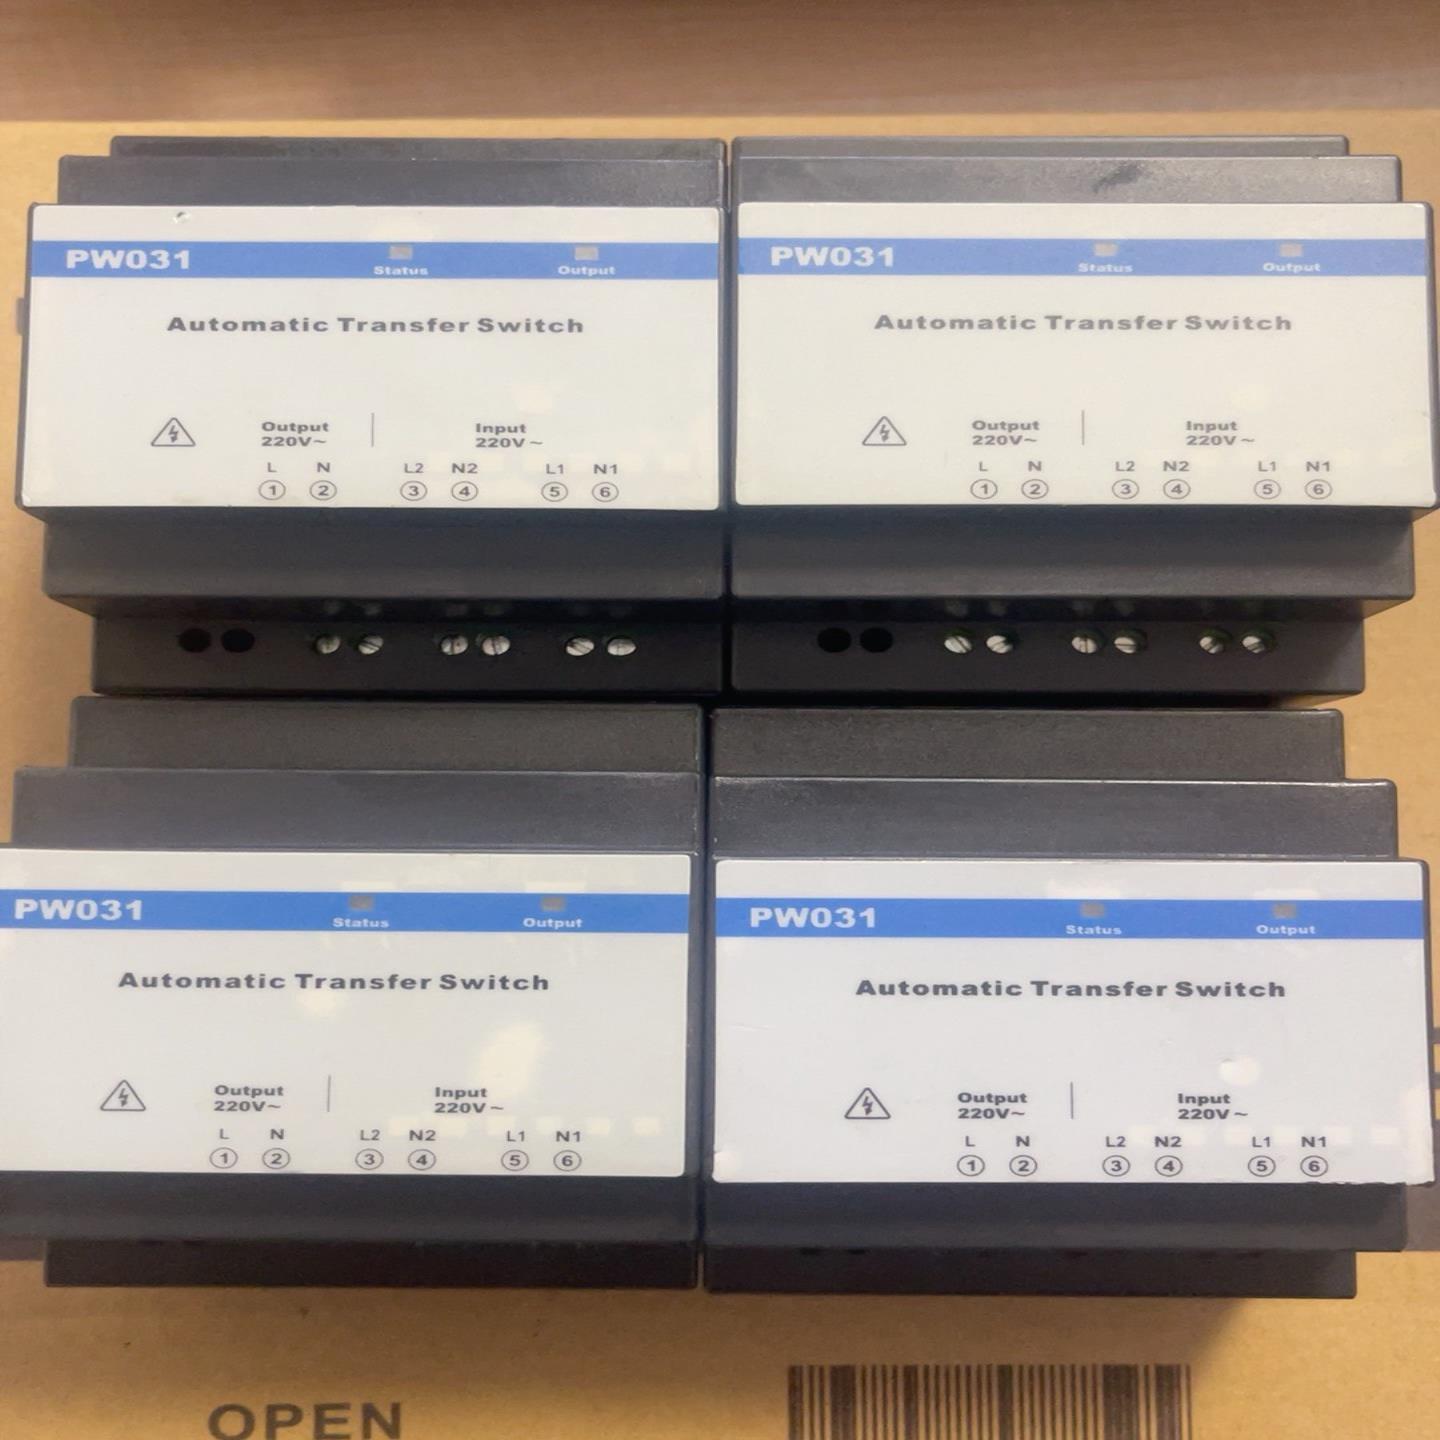 PW031
Status
Output
Automatic Transfer Switch
Output
220V~
Input
220V~
L N L2 N2 L1 N1
1 2 3 4 5 6
PW031
Status
Output
Automatic Transfer Switch
Output
220V~
Input
220V~
L N L2 N2 L1 N1
1 2 3 4 5 6
PW031
Status
Output
Automatic Transfer Switch
Output
220V~
Input
220V~
L N L2 N2 L1 N1
1 2 3 4 5 6
PW031
Status
Output
Automatic Transfer Switch
Output
220V~
Input
220V~
L N L2 N2 L1 N1
1 2 3 4 5 6
OPEN